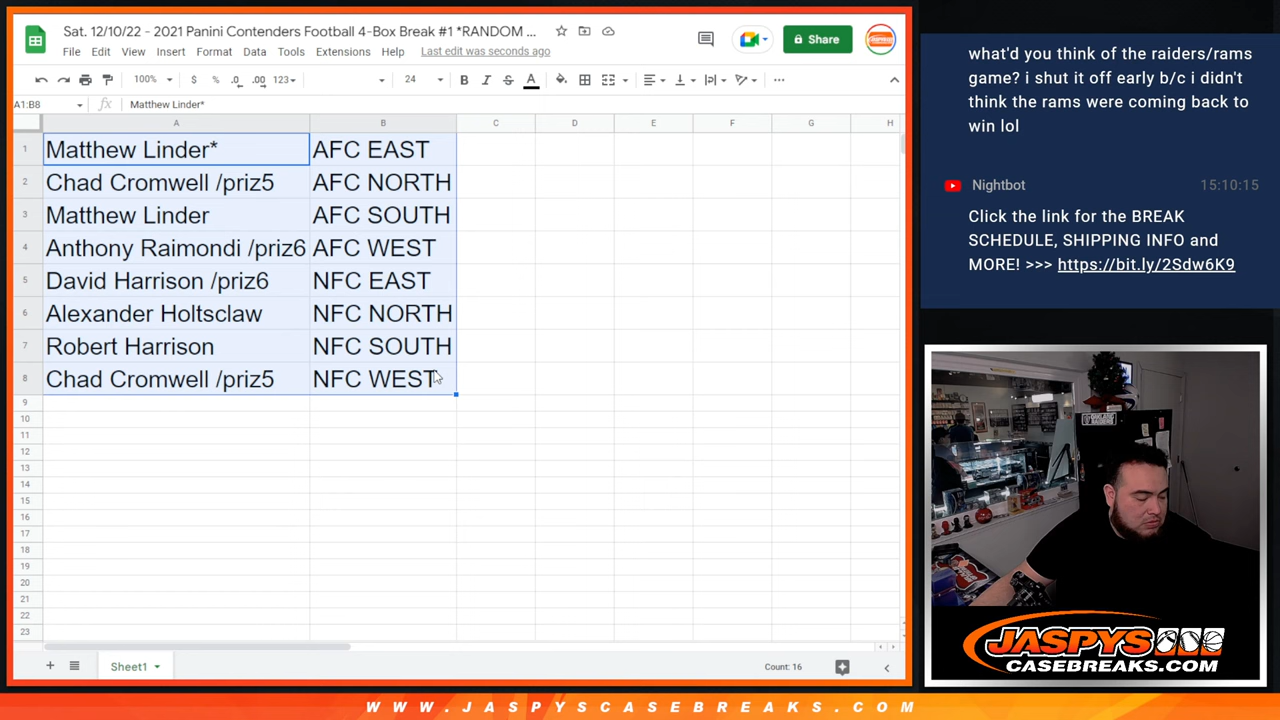 Sat. 12/10/22 - 2021 Panini Contenders Football 4-Box Break #1 *RANDOM ...
File Edit View Insert Format Data Tools Extensions Help Last edit was seconds ago
Share
100% $ % .0 .00 123 24 B I S A
A1:B8 fx Matthew Linder*
A B C D E F G H
1 Matthew Linder* AFC EAST
2 Chad Cromwell /priz5 AFC NORTH
3 Matthew Linder AFC SOUTH
4 Anthony Raimondi /priz6 AFC WEST
5 David Harrison /priz6 NFC EAST
6 Alexander Holtsclaw NFC NORTH
7 Robert Harrison NFC SOUTH
8 Chad Cromwell /priz5 NFC WEST
9
10
11
12
13
14
15
16
17
18
19
20
21
22
23
Sheet1
Count: 16
what'd you think of the raiders/rams
game? i shut it off early b/c i didn't
think the rams were coming back to
win lol
Nightbot 15:10:15
Click the link for the BREAK
SCHEDULE, SHIPPING INFO and
MORE! >>> https://bit.ly/2Sdw6K9
JASPYS
CASEBREAKS.COM
WWW.JASPYSCASEBREAKS.COM